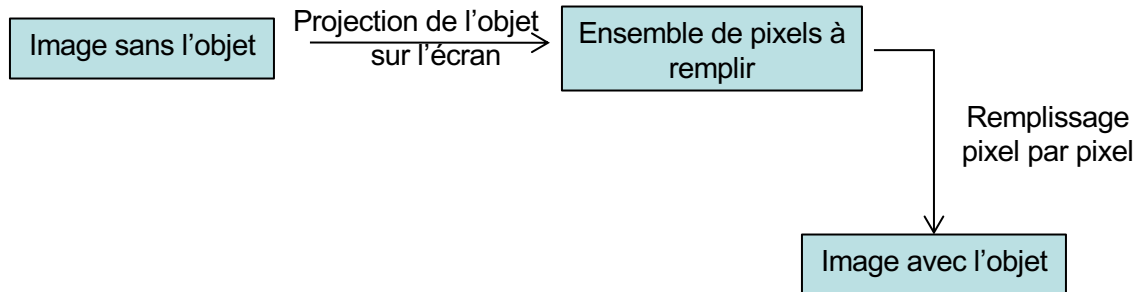 Image sans l’objet
Projection de l’objet
sur l’écran
Ensemble de pixels à
remplir
Remplissage
pixel par pixel
Image avec l’objet